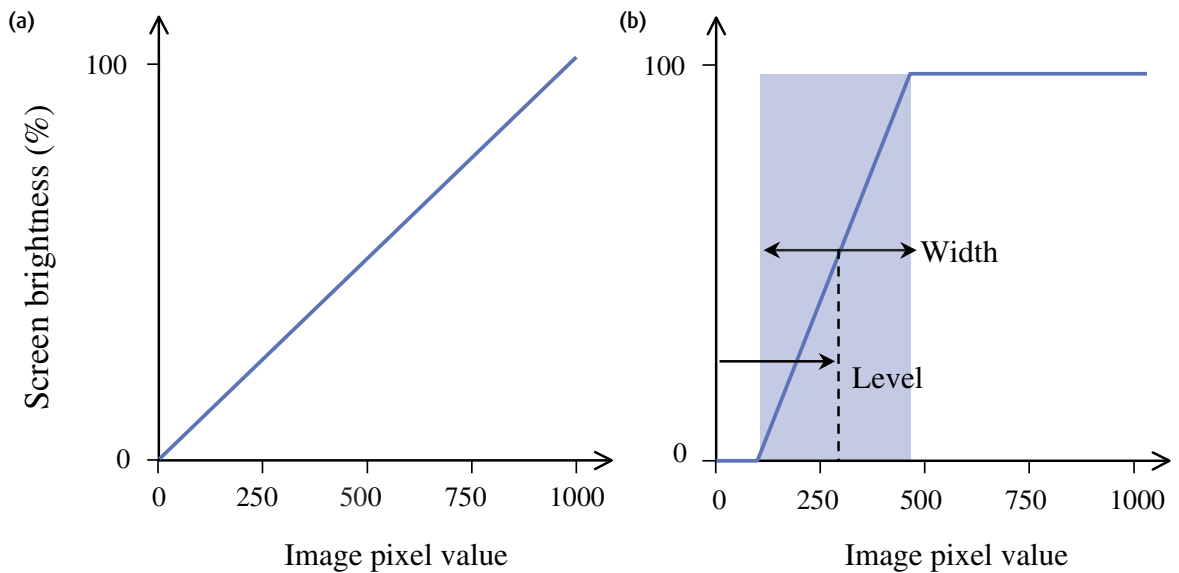 (a)
100
Screen brightness (%)
0
0 250 500 750 1000
Image pixel value
(b)
100
Width
Level
0
0 250 500 750 1000
Image pixel value